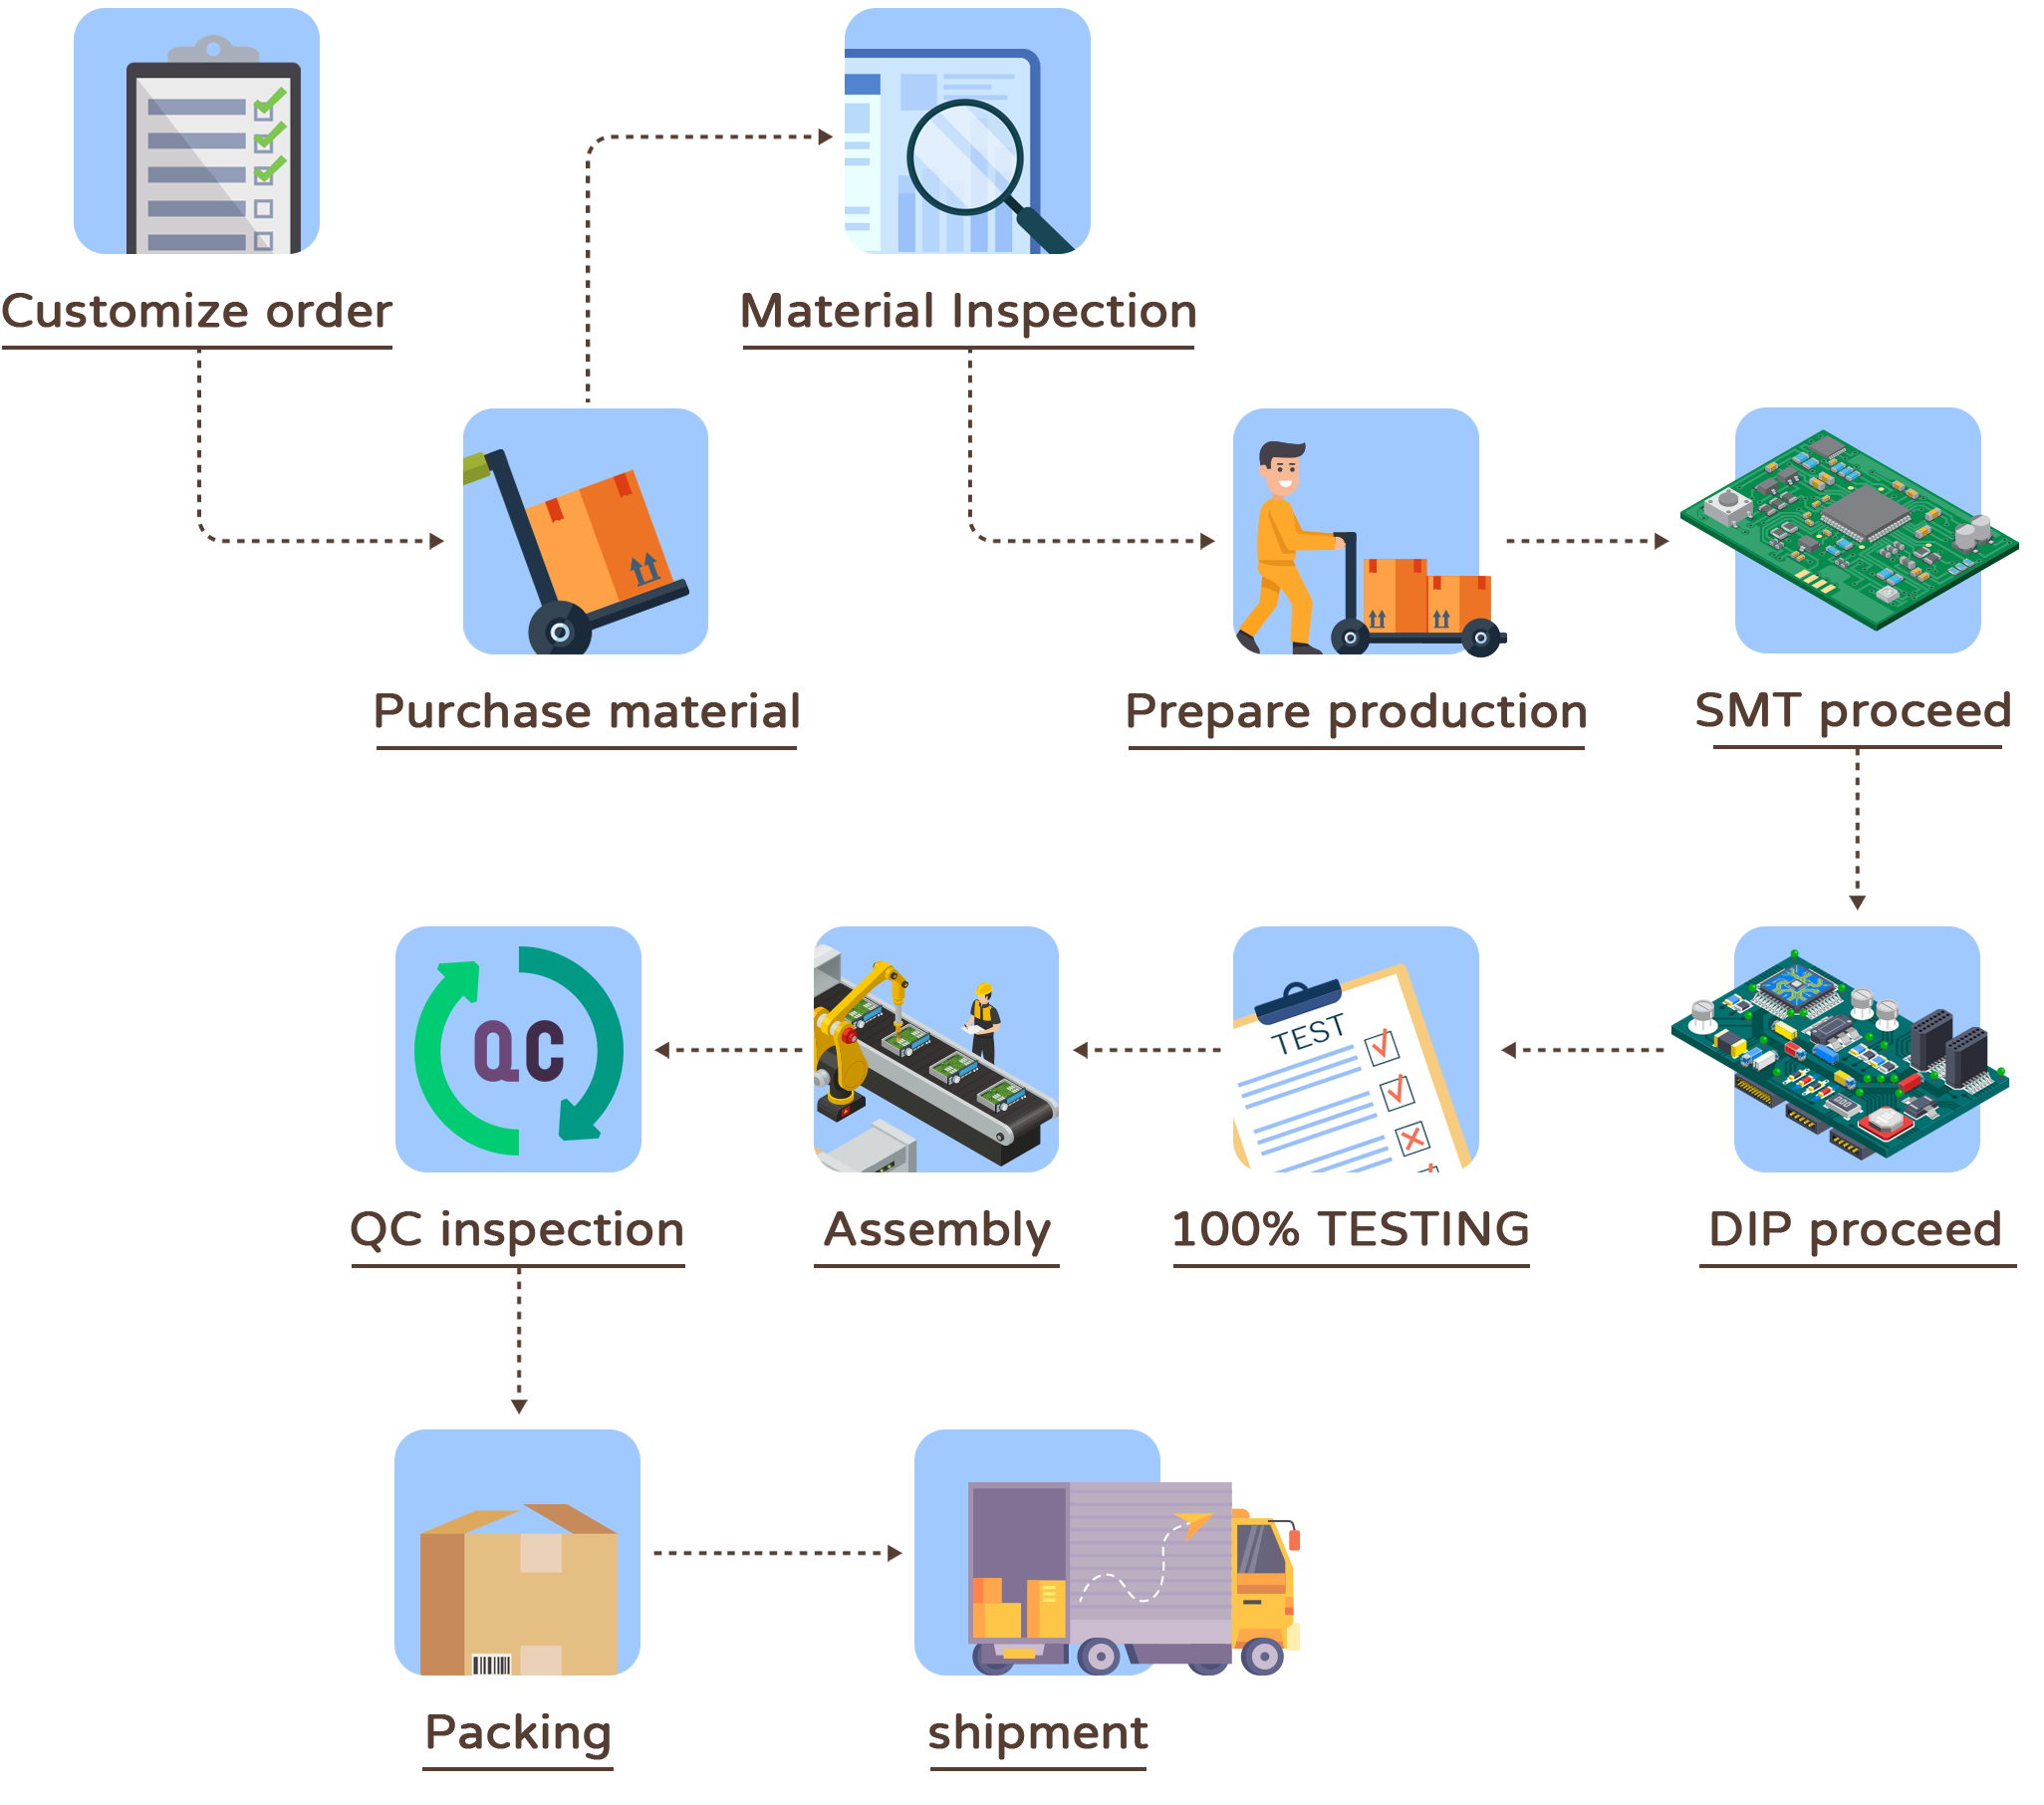 Customize order
Material Inspection
Purchase material
Prepare production
SMT proceed
QC
TEST
QC inspection
Assembly
100% TESTING
DIP proceed
Packing
shipment